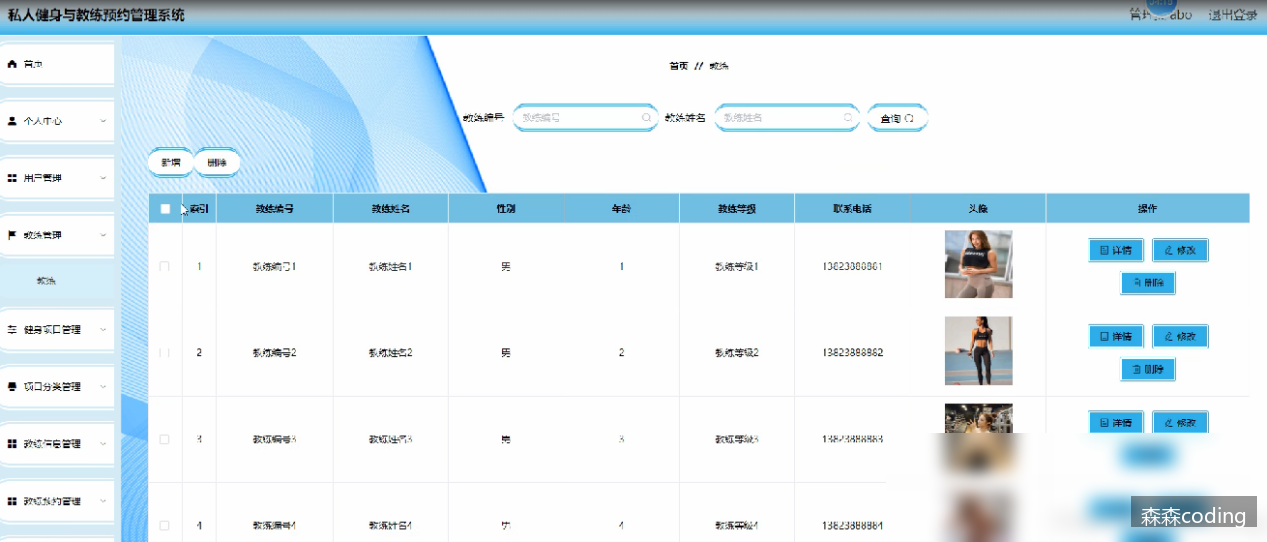 私人健身与教练预约管理系统
退出登录
首页
个人中心
用户管理
教练管理
教练
健身项目管理
项目分类管理
教练信息管理
教练预约管理
首页 // 教练
教练编号 教练编号 教练姓名 教练姓名 查询
新增 删除
索引 教练编号 教练姓名 性别 年龄 教练等级 联系电话 头像 操作
1 教练编号1 教练姓名1 男 1 教练等级1 13823888881 详情 修改
删除
2 教练编号2 教练姓名2 男 2 教练等级2 13823888882 详情 修改
删除
3 教练编号3 教练姓名3 男 3 教练等级3 13823888883 详情 修改
4 教练编号4 教练姓名4 男 4 教练等级4 13823888884
森森coding